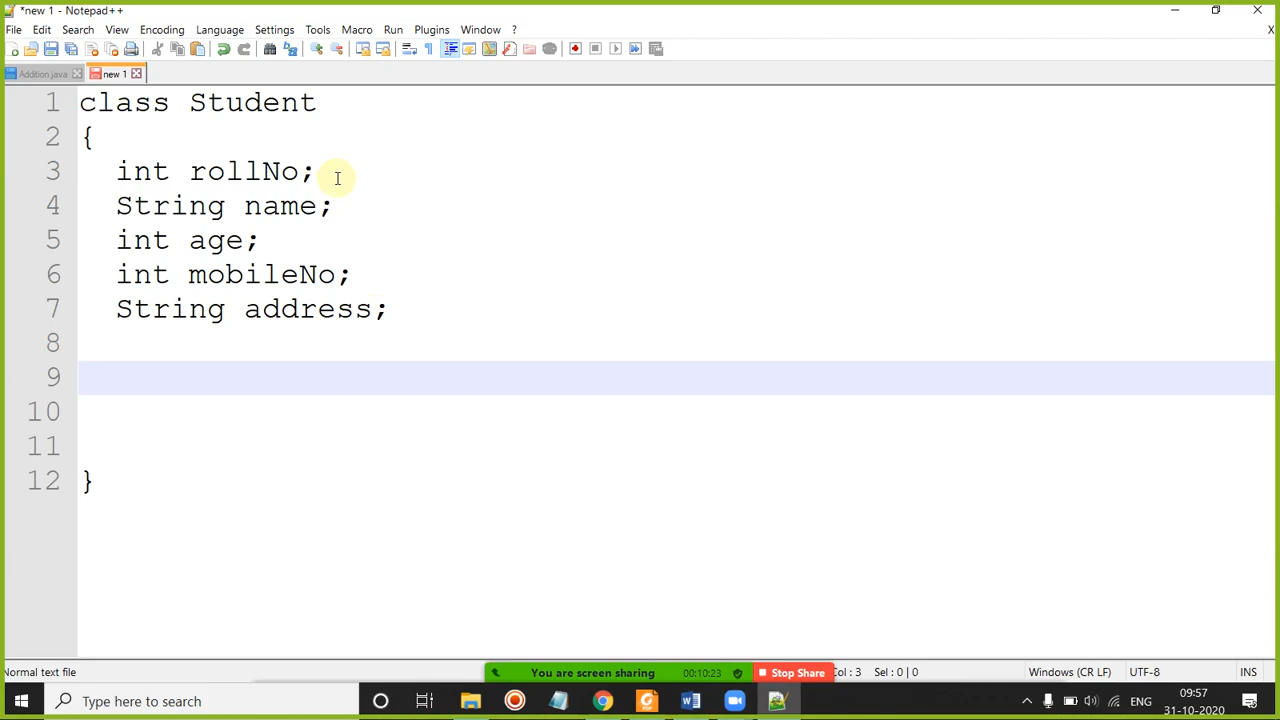 *new 1 - Notepad++
File Edit Search View Encoding Language Settings Tools Macro Run Plugins Window ? X
Addition.java new 1
1 class Student
2 {
3 int rollNo;
4 String name;
5 int age;
6 int mobileNo;
7 String address;
8
9
10
11
12 }
Normal text file You are screen sharing 00:10:23 Stop Share Col : 3 Sel : 0 | 0 Windows (CR LF) UTF-8 INS
Type here to search ENG 09:57
31-10-2020